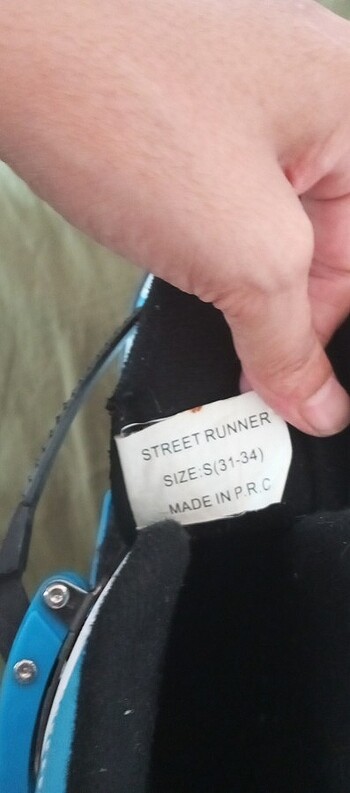 STREET RUNNER
SIZE:S(31-34)
MADE IN P.R.C